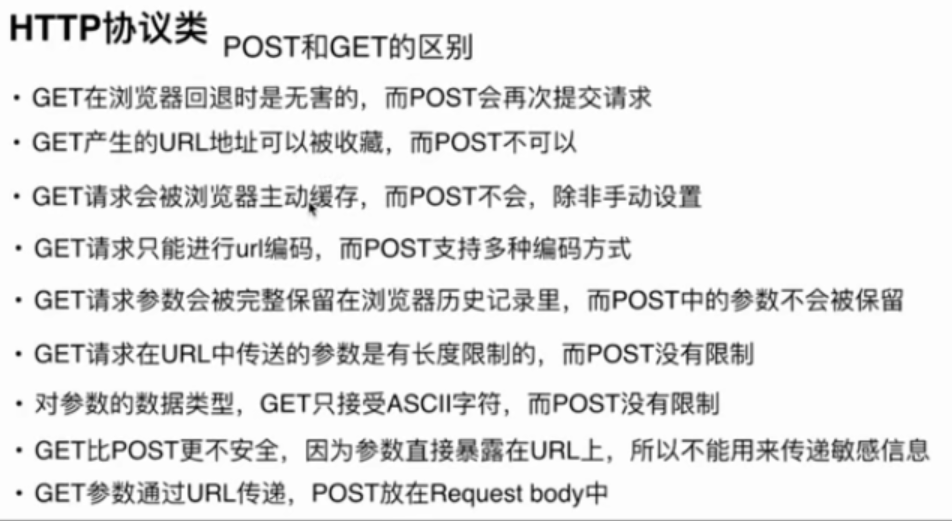 HTTP协议类
POST和GET的区别
• GET在浏览器回退时是无害的，而POST会再次提交请求
• GET产生的URL地址可以被收藏，而POST不可以
• GET请求会被浏览器主动缓存，而POST不会，除非手动设置
• GET请求只能进行url编码，而POST支持多种编码方式
• GET请求参数会被完整保留在浏览器历史记录里，而POST中的参数不会被保留
• GET请求在URL中传送的参数是有长度限制的，而POST没有限制
• 对参数的数据类型，GET只接受ASCII字符，而POST没有限制
• GET比POST更不安全，因为参数直接暴露在URL上，所以不能用来传递敏感信息
• GET参数通过URL传递，POST放在Request body中